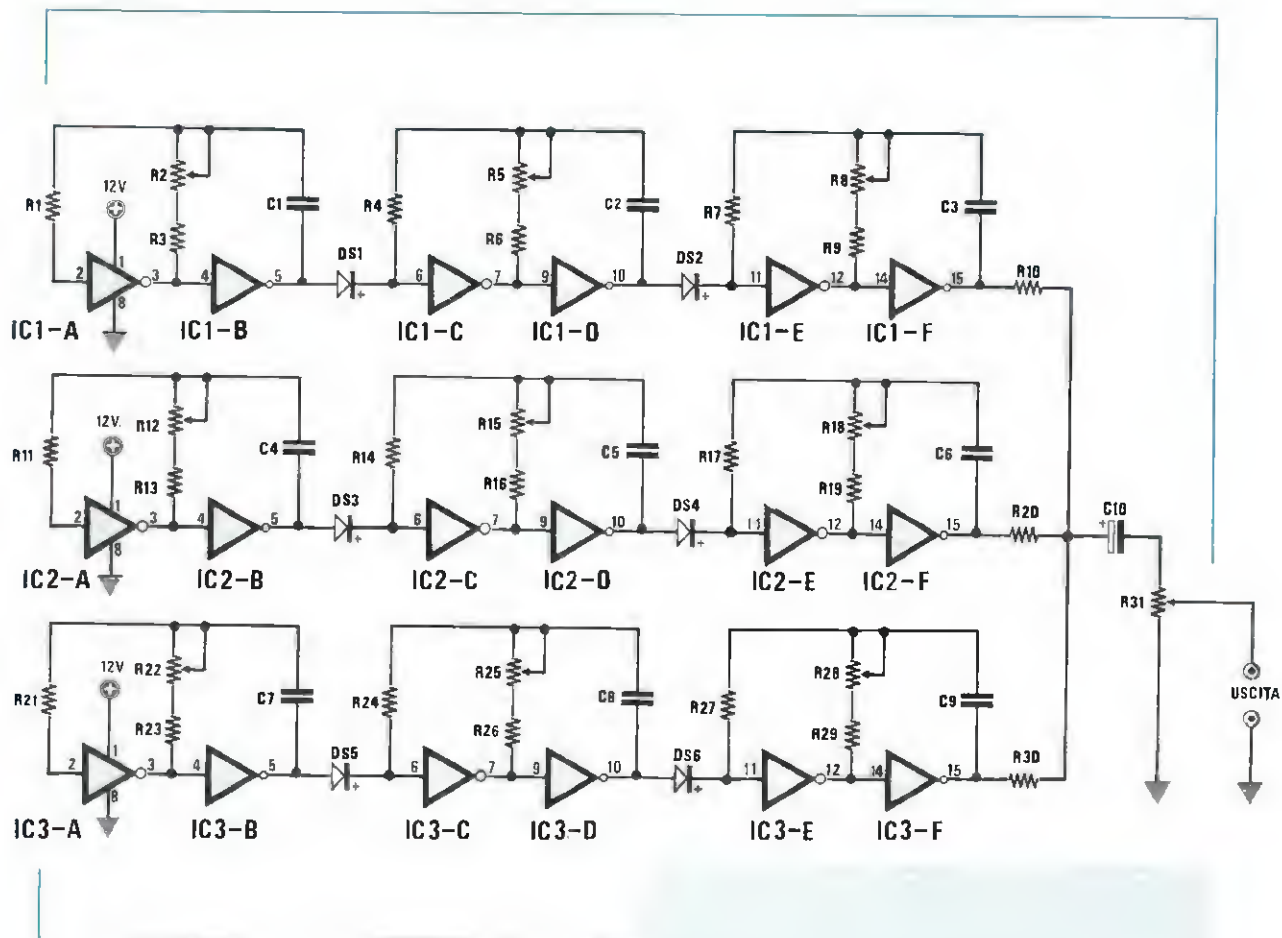 R1
12V
R2
R3
C1
DS1
+
R4
R5
R6
C2
DS2
+
R7
R8
R9
C3
R10
2
1
8
3
4
5
6
7
9
10
11
12
14
15
IC1-A
IC1-B
IC1-C
IC1-D
IC1-E
IC1-F
R11
12V.
R12
R13
C4
DS3
+
R14
R15
R16
C5
DS4
+
R17
R18
R19
C6
R20
2
1
8
3
4
5
6
7
9
10
11
12
14
15
IC2-A
IC2-B
IC2-C
IC2-D
IC2-E
IC2-F
+
C10
R31
USCITA
R21
12V
R22
R23
C7
DS5
+
R24
R25
R26
C8
DS6
+
R27
R28
R29
C9
R30
2
1
8
3
4
5
6
7
9
10
11
12
14
15
IC3-A
IC3-B
IC3-C
IC3-D
IC3-E
IC3-F